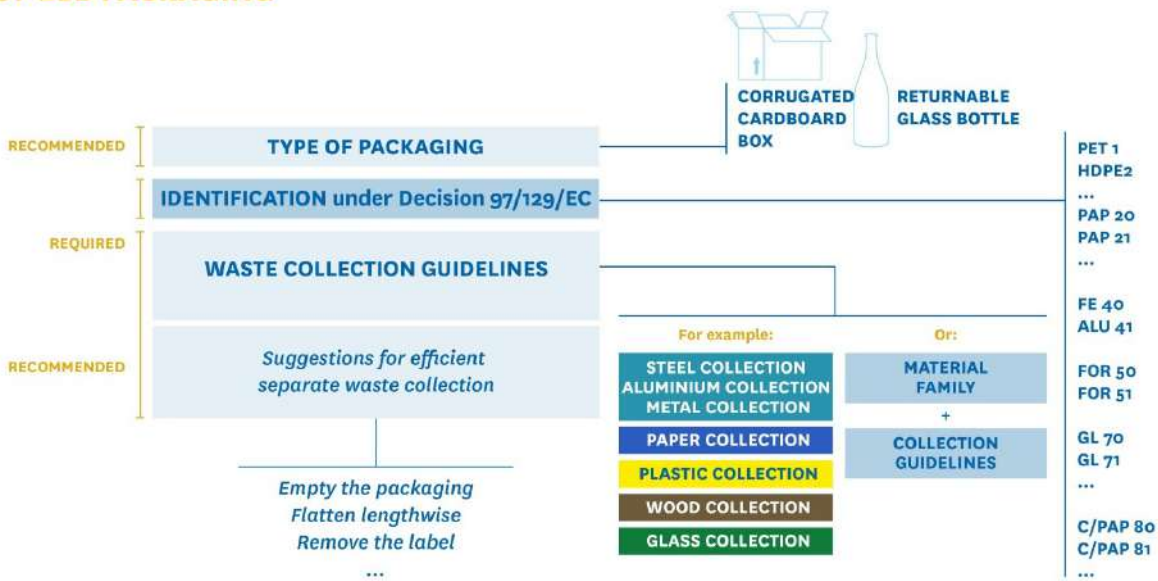 CORRUGATED
CARDBOARD
BOX
RETURNABLE
GLASS BOTTLE
RECOMMENDED
TYPE OF PACKAGING
IDENTIFICATION under Decision 97/129/EC
REQUIRED
WASTE COLLECTION GUIDELINES
RECOMMENDED
Suggestions for efficient
separate waste collection
Empty the packaging
Flatten lengthwise
Remove the label
...
For example:
STEEL COLLECTION
ALUMINIUM COLLECTION
METAL COLLECTION
PAPER COLLECTION
PLASTIC COLLECTION
WOOD COLLECTION
GLASS COLLECTION
Or:
MATERIAL
FAMILY
+
COLLECTION
GUIDELINES
PET 1
HDPE2
...
PAP 20
PAP 21
...
FE 40
ALU 41
FOR 50
FOR 51
GL 70
GL 71
...
C/PAP 80
C/PAP 81
...